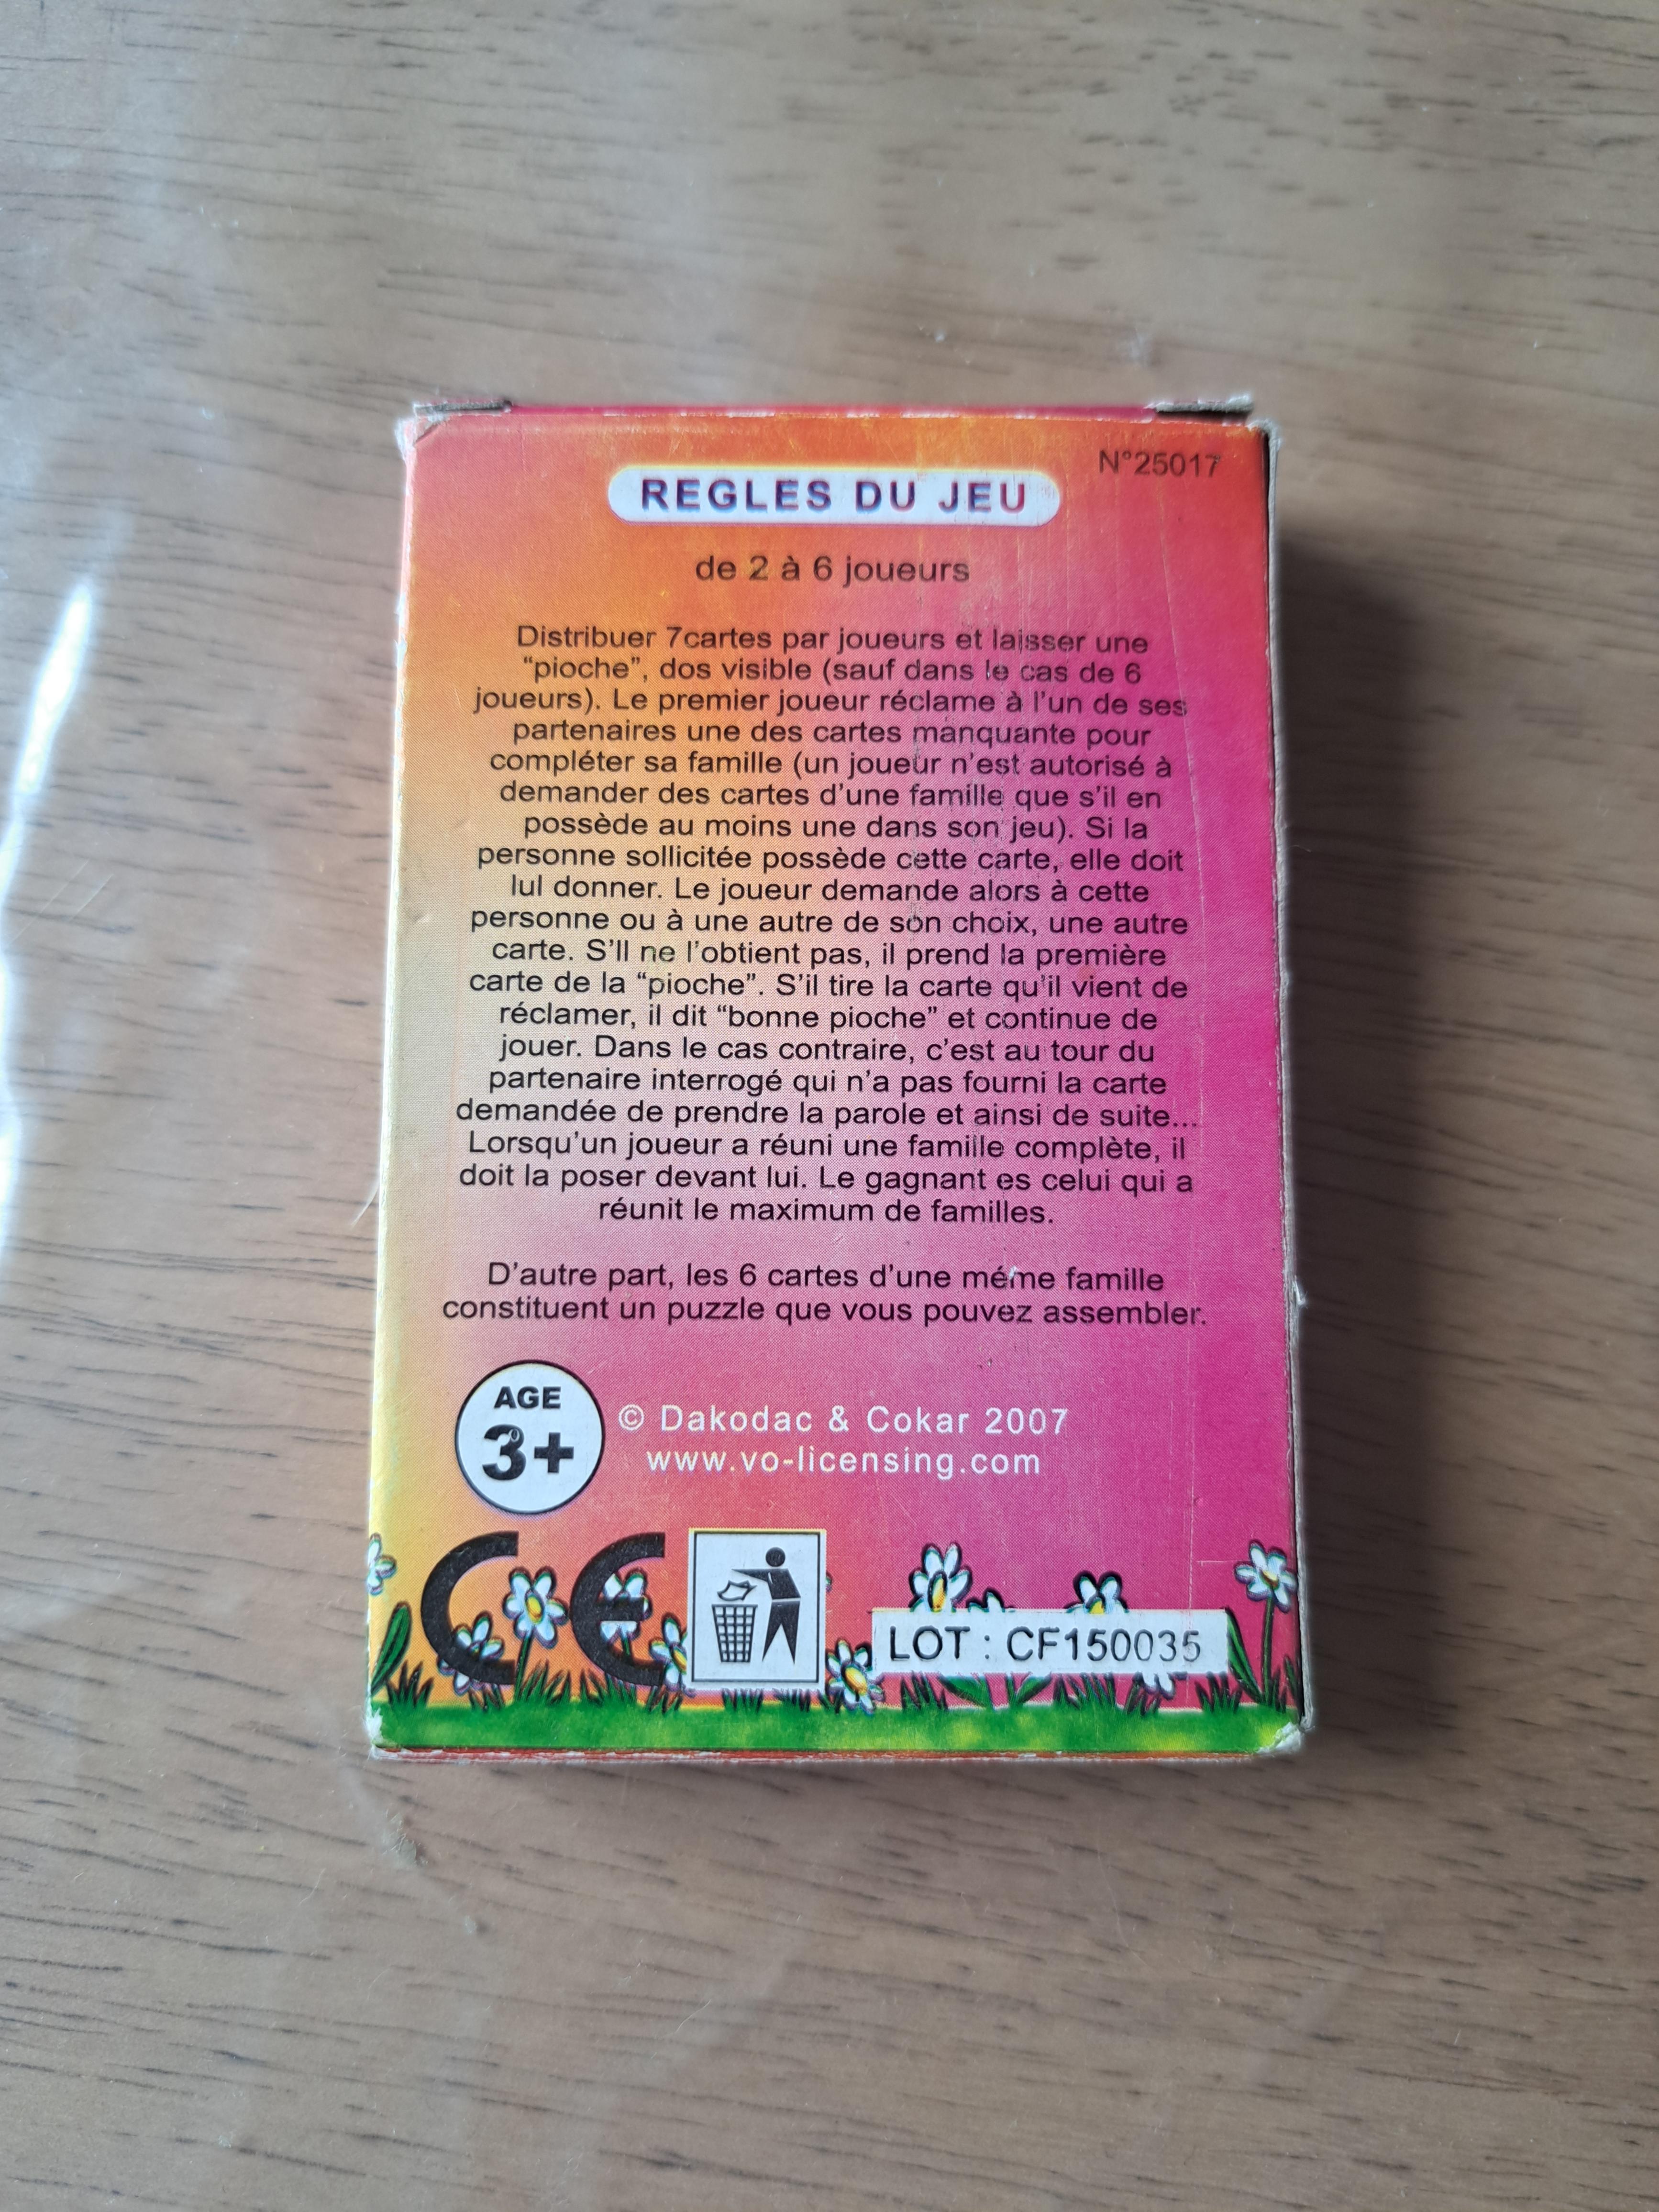 N°25017
REGLES DU JEU
de 2 à 6 joueurs
Distribuer 7cartes par joueurs et laisser une
“pioche”, dos visible (sauf dans le cas de 6
joueurs). Le premier joueur réclame à l’un de ses
partenaires une des cartes manquante pour
compléter sa famille (un joueur n’est autorisé à
demander des cartes d’une famille que s’il en
possède au moins une dans son jeu). Si la
personne sollicitée possède cette carte, elle doit
lul donner. Le joueur demande alors à cette
personne ou à une autre de son choix, une autre
carte. S’Il ne l’obtient pas, il prend la première
carte de la “pioche”. S’il tire la carte qu’il vient de
réclamer, il dit “bonne pioche” et continue de
jouer. Dans le cas contraire, c’est au tour du
partenaire interrogé qui n’a pas fourni la carte
demandée de prendre la parole et ainsi de suite...
Lorsqu’un joueur a réuni une famille complète, il
doit la poser devant lui. Le gagnant es celui qui a
réunit le maximum de familles.
D’autre part, les 6 cartes d’une méme famille
constituent un puzzle que vous pouvez assembler.
AGE
3+
© Dakodac & Cokar 2007
www.vo-licensing.com
CE
LOT : CF150035